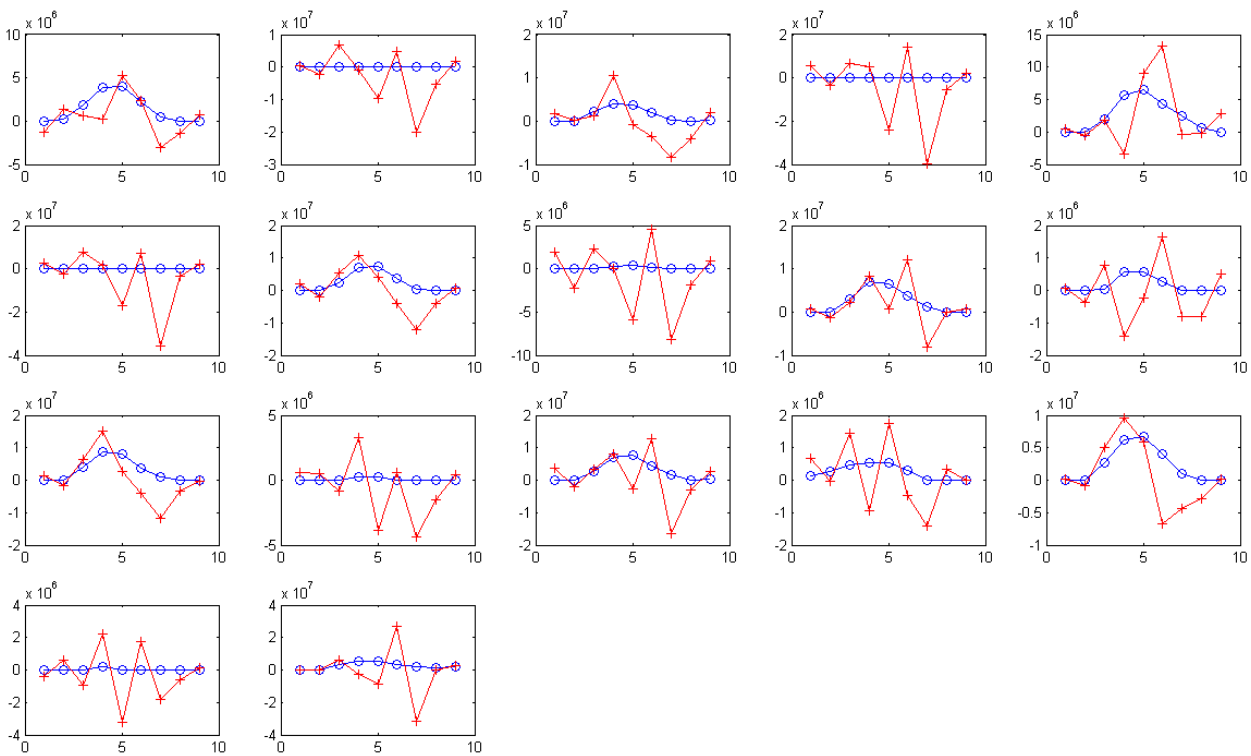 x 10^6 x 10^7 x 10^7 x 10^7 x 10^6
10 1 2 2 15
0 10
5 1 0
-1 5
0 0 -2
-2 0
-5 -3 -1 -4 -5
0 5 10 0 5 10 0 5 10 0 5 10 0 5 10
x 10^7 x 10^7 x 10^6 x 10^7 x 10^6
2 2 5 2 2
0 0 0 1 0
-2 0 -5 0
-4 -2 -10 -1 -2
0 5 10 0 5 10 0 5 10 0 5 10 0 5 10
x 10^7 x 10^6 x 10^7 x 10^6 x 10^7
2 5 2 2 1
1 1 1 0.5
0 0 0 0 0
-1 -1 -1 -0.5
-2 -5 -2 -2 -1
0 5 10 0 5 10 0 5 10 0 5 10 0 5 10
x 10^6 x 10^7
4 4
2 2
0 0
-2 -2
-4 -4
0 5 10 0 5 10